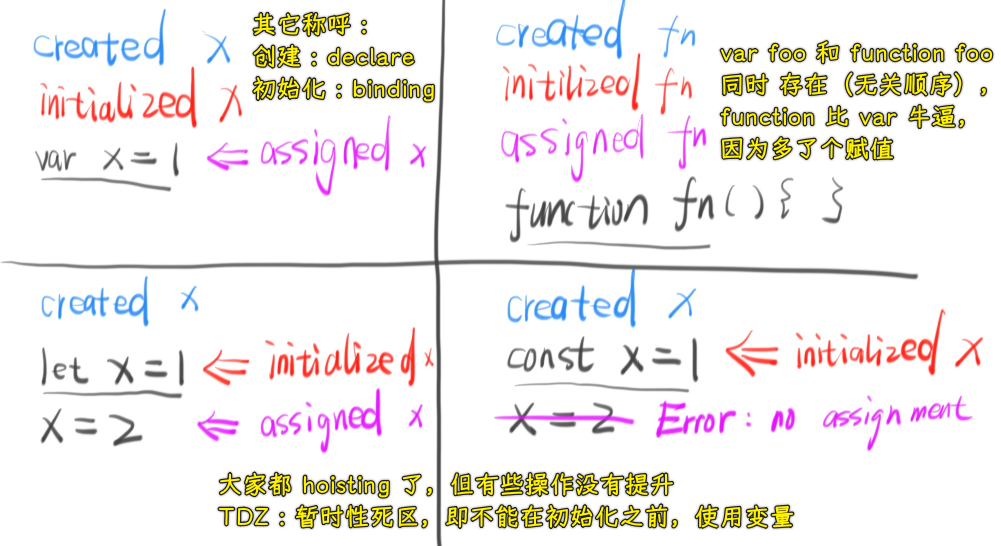 created x
initialized x
var x=1 ⇐ assigned x
其它称呼：
创建：declare
初始化：binding
created fn
initilized fn
assigned fn
function fn(){ }
var foo 和 function foo
同时 存在（无关顺序），
function 比 var 牛逼，
因为多了个赋值
created x
let x=1 ⇐ initialized x
x=2 ⇐ assigned x
created x
const x=1 ⇐ initialized x
x=2 Error: no assignment
大家都 hoisting 了，但有些操作没有提升
TDZ：暂时性死区，即不能在初始化之前，使用变量